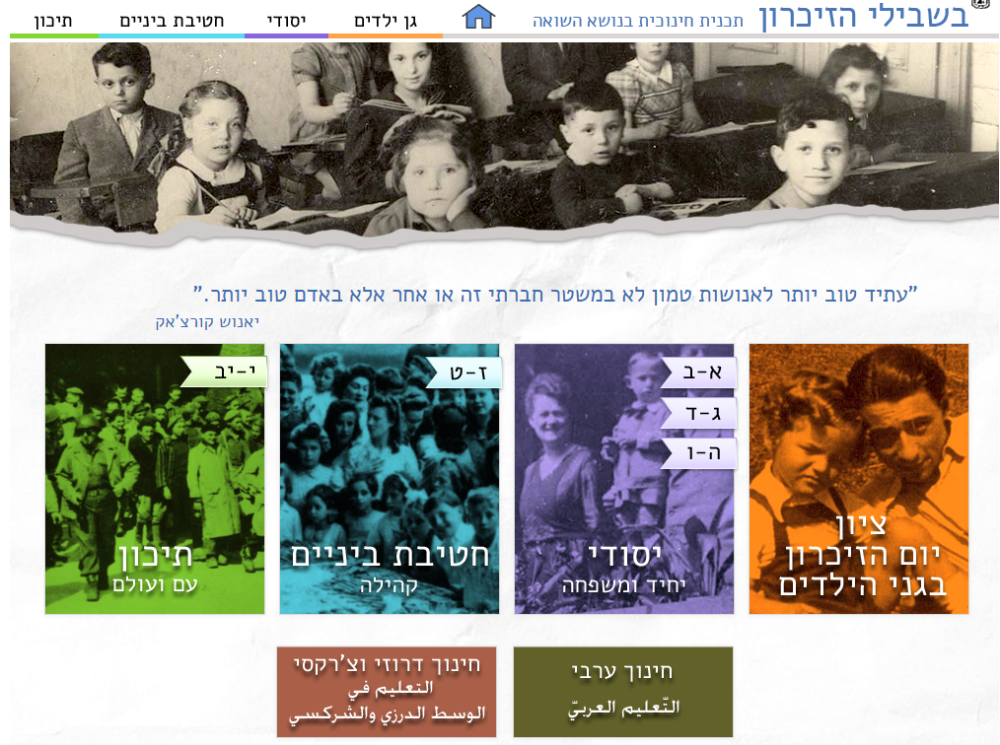 בשבילי הזיכרון
תכנית חינוכית בנושא השואה
גן ילדים
יסודי
חטיבת ביניים
תיכון
"עתיד טוב יותר לאנושות טמון לא במשטר חברתי זה או אחר אלא באדם טוב יותר."
יאנוש קורצ'אק
ציון
יום הזיכרון
בגני הילדים
א-ב
ג-ד
ה-ו
יסודי
יחיד ומשפחה
ז-ט
חטיבת ביניים
קהילה
י-יב
תיכון
עם ועולם
חינוך ערבי
التّعليم العربيّ
חינוך דרוזי וצ'רקסי
التعليم في
الوسط الدرزي والشركسي